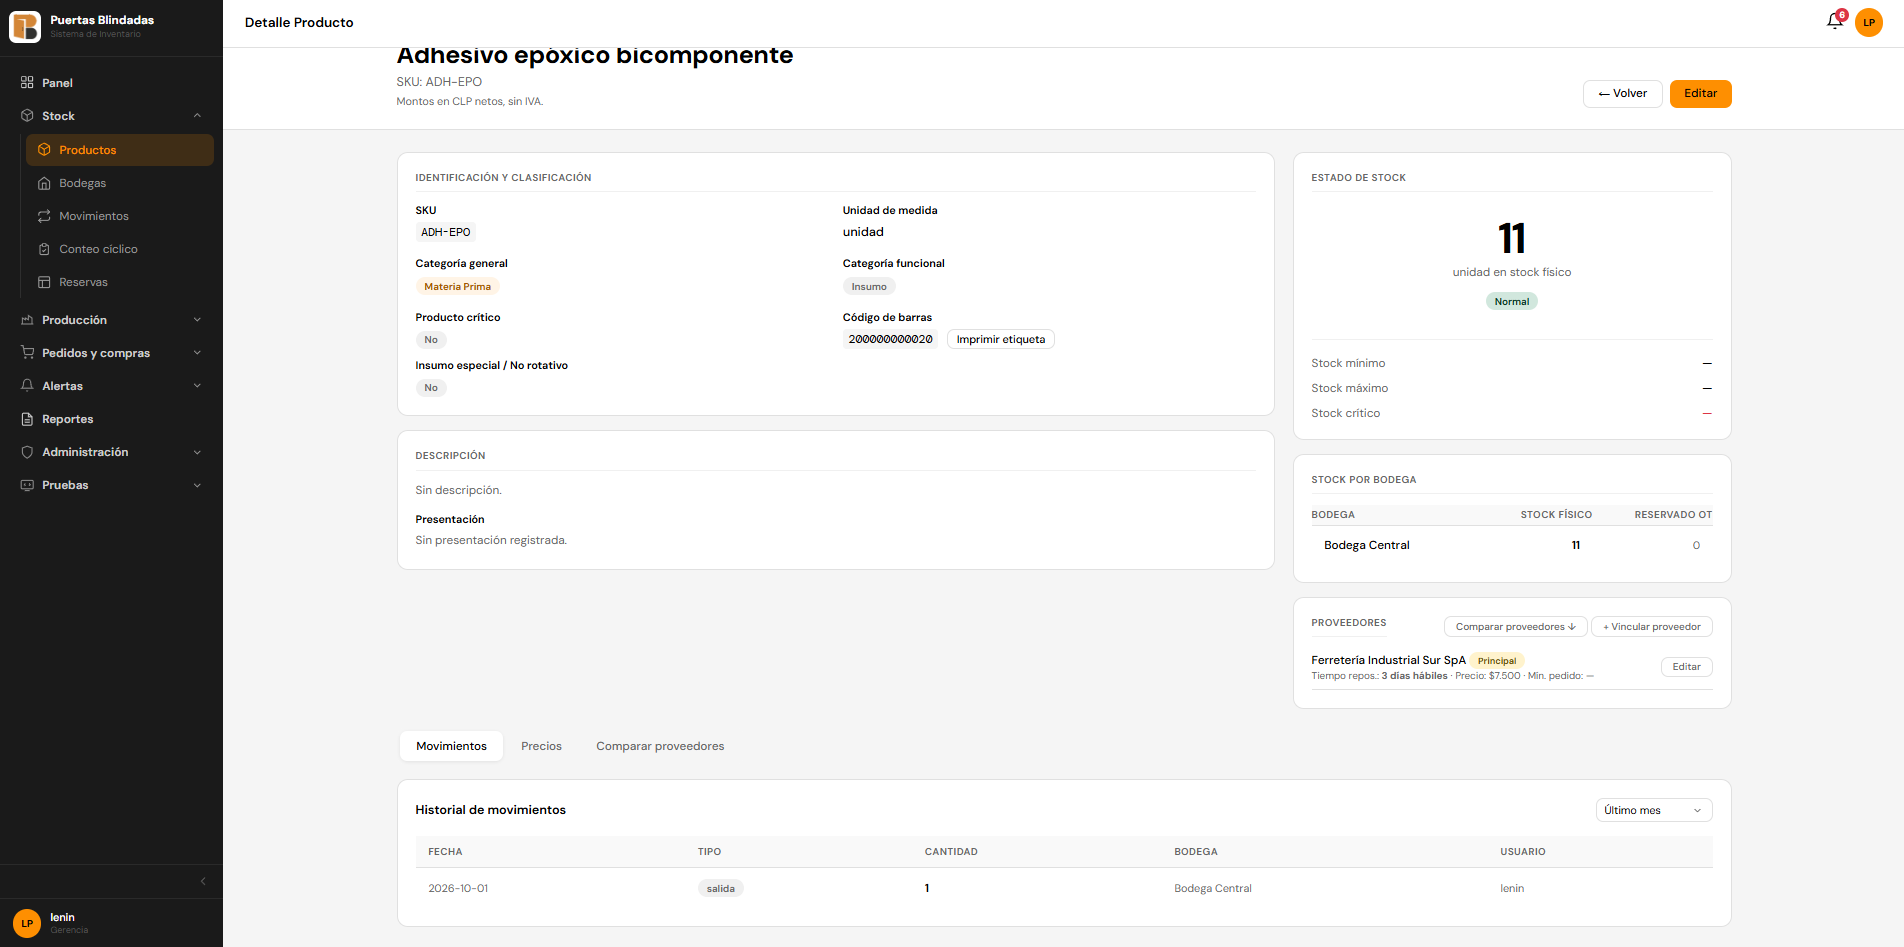 Puertas Blindadas
Sistema de Inventario
Panel
Stock
Productos
Bodegas
Movimientos
Conteo cíclico
Reservas
Producción
Pedidos y compras
Alertas
Reportes
Administración
Pruebas
LP
lenin
Gerencia
Detalle Producto
6
LP
Adhesivo epóxico bicomponente
SKU: ADH-EPO
Montos en CLP netos, sin IVA.
← Volver
Editar
IDENTIFICACIÓN Y CLASIFICACIÓN
SKU
ADH-EPO
Unidad de medida
unidad
Categoría general
Materia Prima
Categoría funcional
Insumo
Producto crítico
No
Código de barras
200000000020
Imprimir etiqueta
Insumo especial / No rotativo
No
DESCRIPCIÓN
Sin descripción.
Presentación
Sin presentación registrada.
ESTADO DE STOCK
11
unidad en stock físico
Normal
Stock mínimo —
Stock máximo —
Stock crítico —
STOCK POR BODEGA
BODEGA STOCK FÍSICO RESERVADO OT
Bodega Central 11 0
PROVEEDORES
Comparar proveedores ↓
+ Vincular proveedor
Ferretería Industrial Sur SpA Principal
Tiempo repos.: 3 días hábiles · Precio: $7.500 · Min. pedido: —
Editar
Movimientos
Precios
Comparar proveedores
Historial de movimientos
Último mes
FECHA TIPO CANTIDAD BODEGA USUARIO
2026-10-01 salida 1 Bodega Central lenin